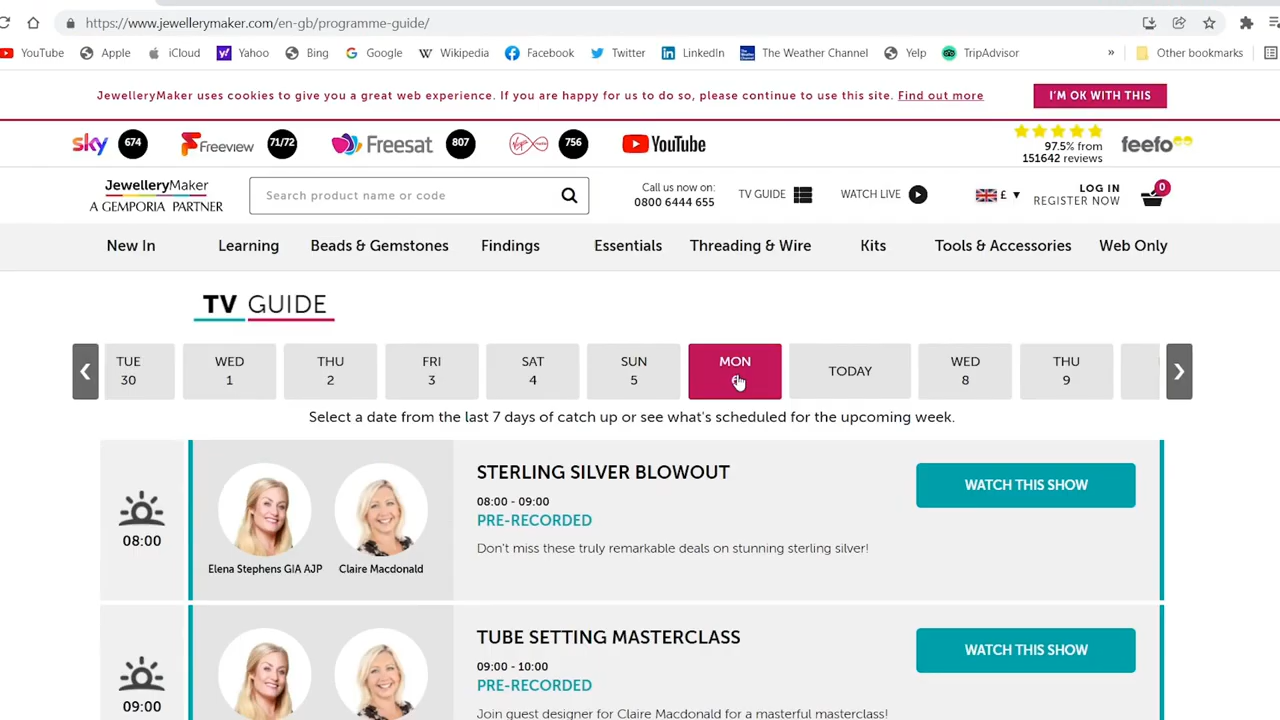 https://www.jewellerymaker.com/en-gb/programme-guide/
YouTube Apple iCloud Yahoo Bing Google Wikipedia Facebook Twitter LinkedIn The Weather Channel Yelp TripAdvisor » Other bookmarks
JewelleryMaker uses cookies to give you a great web experience. If you are happy for us to do so, please continue to use this site. Find out more
I'M OK WITH THIS
sky 674 Freeview 71/72 Freesat 807 756 YouTube
97.5% from
151642 reviews
feefo
JewelleryMaker
A GEMPORIA PARTNER
Search product name or code
Call us now on:
0800 6444 655
TV GUIDE
WATCH LIVE
£ ▼
LOG IN
REGISTER NOW
0
New In Learning Beads & Gemstones Findings Essentials Threading & Wire Kits Tools & Accessories Web Only
TV GUIDE
TUE
30
WED
1
THU
2
FRI
3
SAT
4
SUN
5
MON
TODAY
WED
8
THU
9
Select a date from the last 7 days of catch up or see what's scheduled for the upcoming week.
08:00
Elena Stephens GIA AJP
Claire Macdonald
STERLING SILVER BLOWOUT
08:00 - 09:00
PRE-RECORDED
Don't miss these truly remarkable deals on stunning sterling silver!
WATCH THIS SHOW
09:00
TUBE SETTING MASTERCLASS
09:00 - 10:00
PRE-RECORDED
Join guest designer for Claire Macdonald for a masterful masterclass!
WATCH THIS SHOW